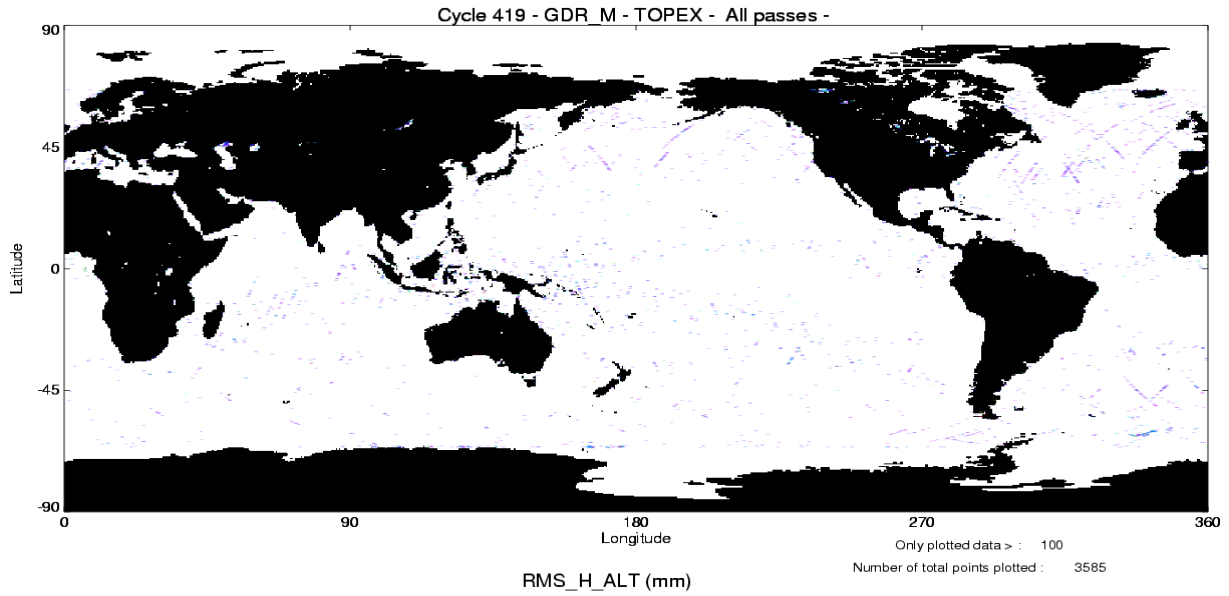 Cycle 419 - GDR_M - TOPEX - All passes -
90
45
0
-45
-90
Latitude
0 90 180 270 360
Longitude
Only plotted data > : 100
Number of total points plotted : 3585
RMS_H_ALT (mm)